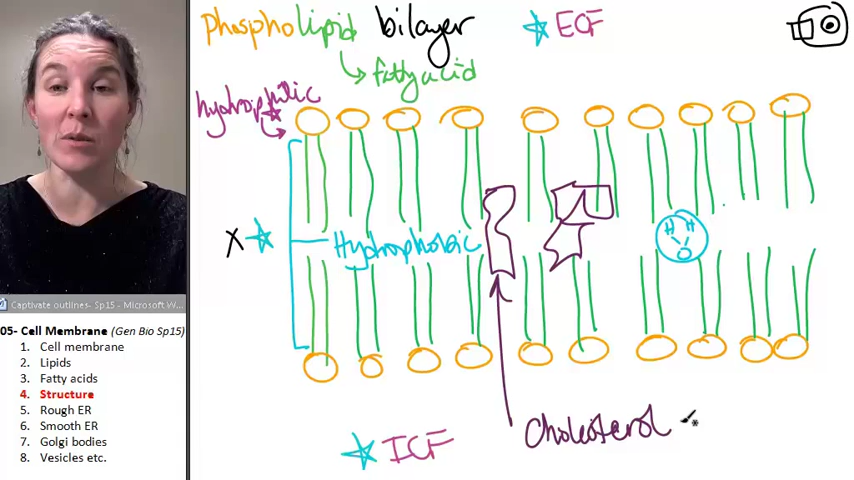 phospholipid bilayer
ECF
fatty acid
hydrophilic
X
Hydrophobic
H H
O
ICF
Cholesterol
Captivate outlines- Sp15 - Microsoft W...
05- Cell Membrane (Gen Bio Sp15)
1. Cell membrane
2. Lipids
3. Fatty acids
4. Structure
5. Rough ER
6. Smooth ER
7. Golgi bodies
8. Vesicles etc.